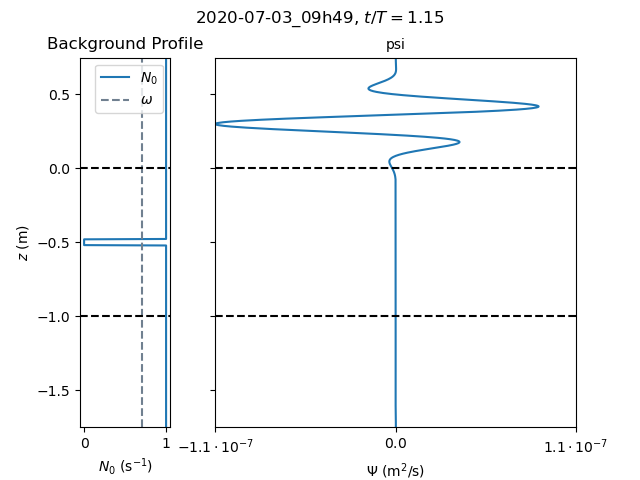 2020-07-03_09h49, t/T = 1.15
Background Profile
psi
N₀
ω
0.5
0.0
−0.5
−1.0
−1.5
z (m)
0
1
−1.1 · 10⁻⁷
0.0
1.1 · 10⁻⁷
N₀ (s⁻¹)
Ψ (m²/s)